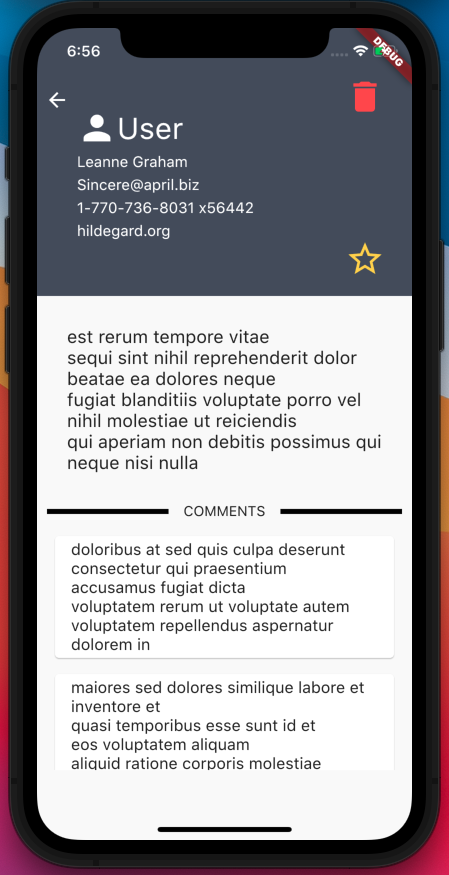 6:56
DEBUG
User
Leanne Graham
Sincere@april.biz
1-770-736-8031 x56442
hildegard.org
est rerum tempore vitae
sequi sint nihil reprehenderit dolor
beatae ea dolores neque
fugiat blanditiis voluptate porro vel
nihil molestiae ut reiciendis
qui aperiam non debitis possimus qui
neque nisi nulla
COMMENTS
doloribus at sed quis culpa deserunt
consectetur qui praesentium
accusamus fugiat dicta
voluptatem rerum ut voluptate autem
voluptatem repellendus aspernatur
dolorem in
maiores sed dolores similique labore et
inventore et
quasi temporibus esse sunt id et
eos voluptatem aliquam
aliquid ratione corporis molestiae